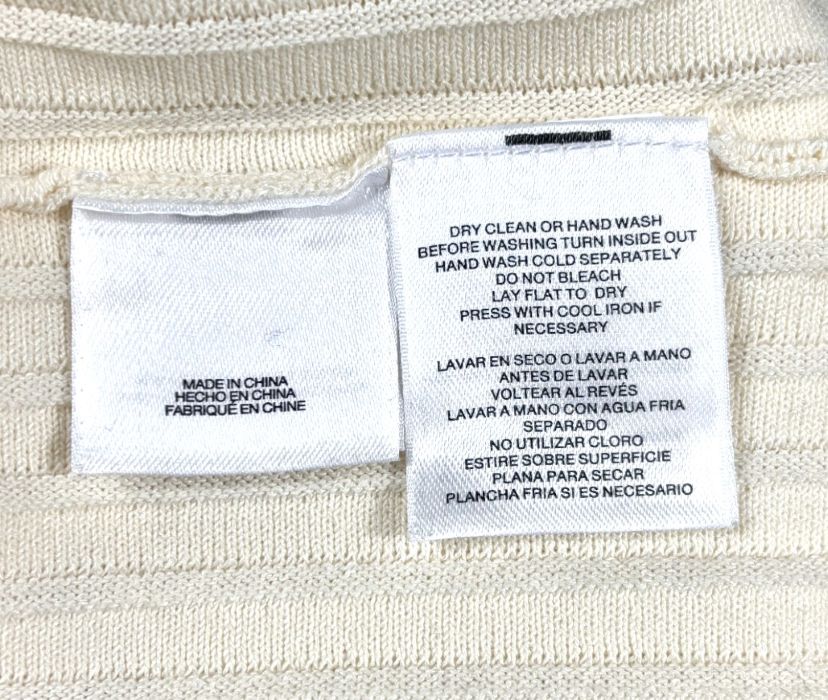 MADE IN CHINA
HECHO EN CHINA
FABRIQUÉ EN CHINE
DRY CLEAN OR HAND WASH
BEFORE WASHING TURN INSIDE OUT
HAND WASH COLD SEPARATELY
DO NOT BLEACH
LAY FLAT TO DRY
PRESS WITH COOL IRON IF
NECESSARY
LAVAR EN SECO O LAVAR A MANO
ANTES DE LAVAR
VOLTEAR AL REVÉS
LAVAR A MANO CON AGUA FRIA
SEPARADO
NO UTILIZAR CLORO
ESTIRE SOBRE SUPERFICIE
PLANA PARA SECAR
PLANCHA FRIA SI ES NECESARIO